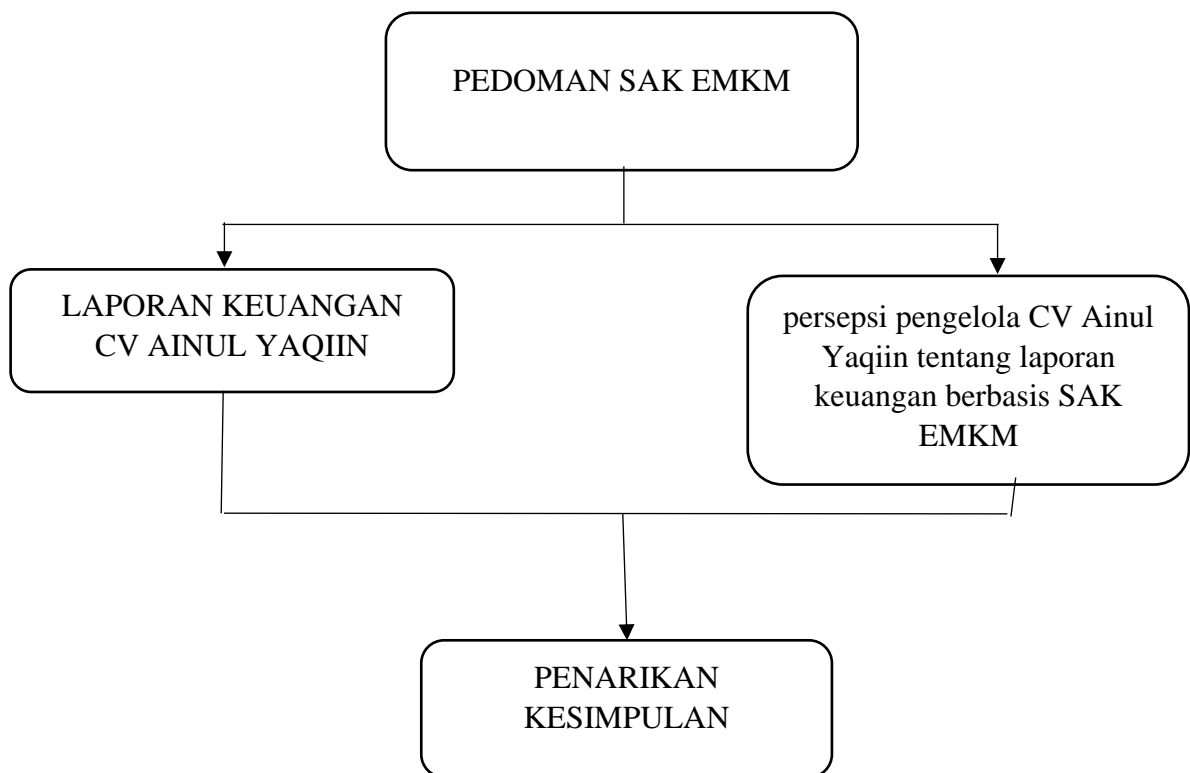 PEDOMAN SAK EMKM
LAPORAN KEUANGAN
CV AINUL YAQIIN
persepsi pengelola CV Ainul
Yaqiin tentang laporan
keuangan berbasis SAK
EMKM
PENARIKAN
KESIMPULAN